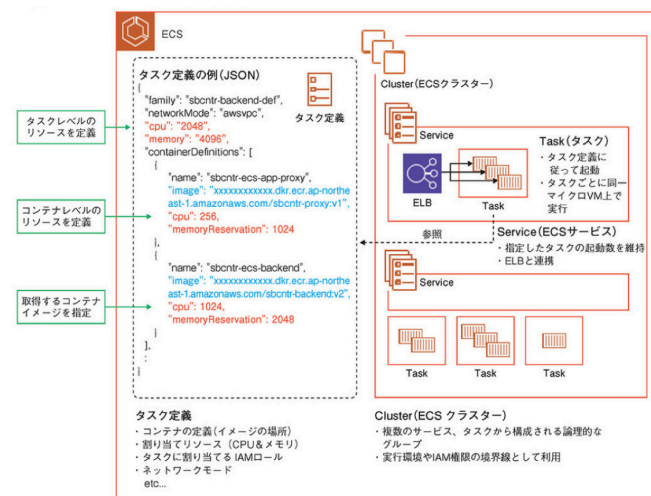 ECS
タスク定義の例(JSON)
{
"family": "sbcntr-backend-def",
"networkMode": "awsvpc",
"cpu": "2048",
"memory": "4096",
"containerDefinitions": [
{
"name": "sbcntr-ecs-app-proxy",
"image": "xxxxxxxxxxxx.dkr.ecr.ap-northe
ast-1.amazonaws.com/sbcntr-proxy:v1",
"cpu": 256,
"memoryReservation": 1024
},
{
"name": "sbcntr-ecs-backend",
"image": "xxxxxxxxxxxx.dkr.ecr.ap-northe
ast-1.amazonaws.com/sbcntr-backend:v2",
"cpu": 1024,
"memoryReservation": 2048
}
],
:
}
タスク定義
タスクレベルの
リソースを定義
コンテナレベルの
リソースを定義
取得するコンテナ
イメージを指定
タスク定義
・コンテナの定義(イメージの場所)
・割り当てリソース(CPU&メモリ)
・タスクに割り当てる IAMロール
・ネットワークモード
etc...
Cluster(ECSクラスター)
Service
ELB
Task
Task(タスク)
・タスク定義に
従って起動
・タスクごとに同一
マイクロVM上で
実行
参照
Service(ECSサービス)
・指定したタスクの起動数を維持
・ELBと連携
Service
Task
Task
Task
Cluster(ECS クラスター)
・複数のサービス、タスクから構成される論理的な
グループ
・実行環境やIAM権限の境界線として利用